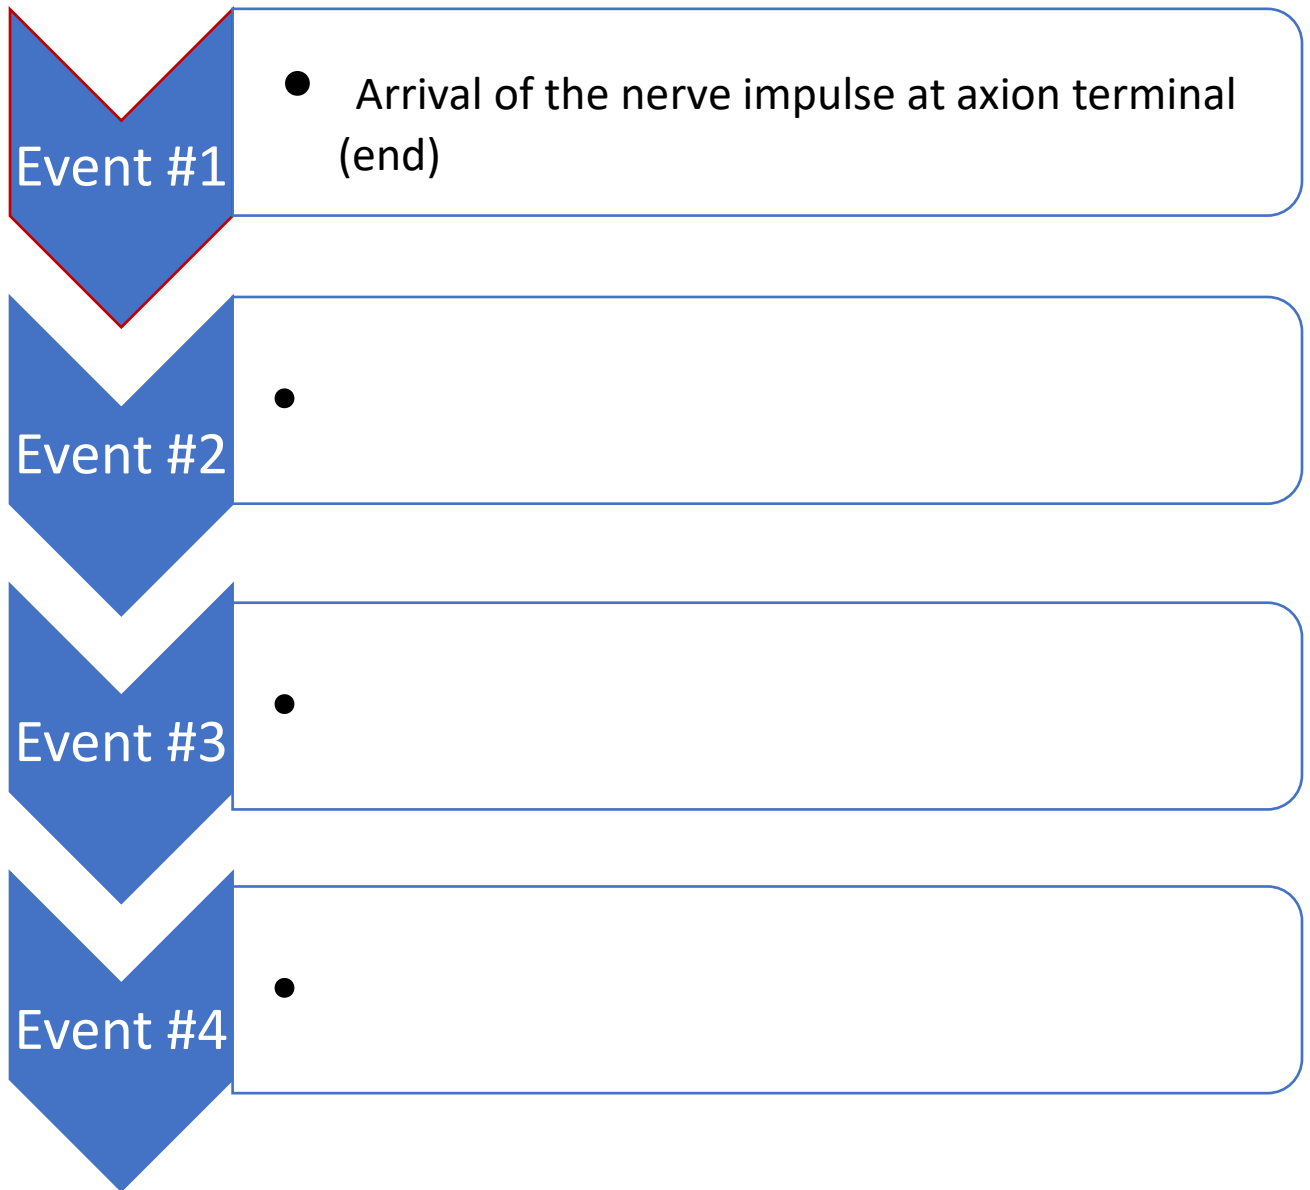 Event #1
• Arrival of the nerve impulse at axion terminal
(end)
Event #2
•
Event #3
•
Event #4
•